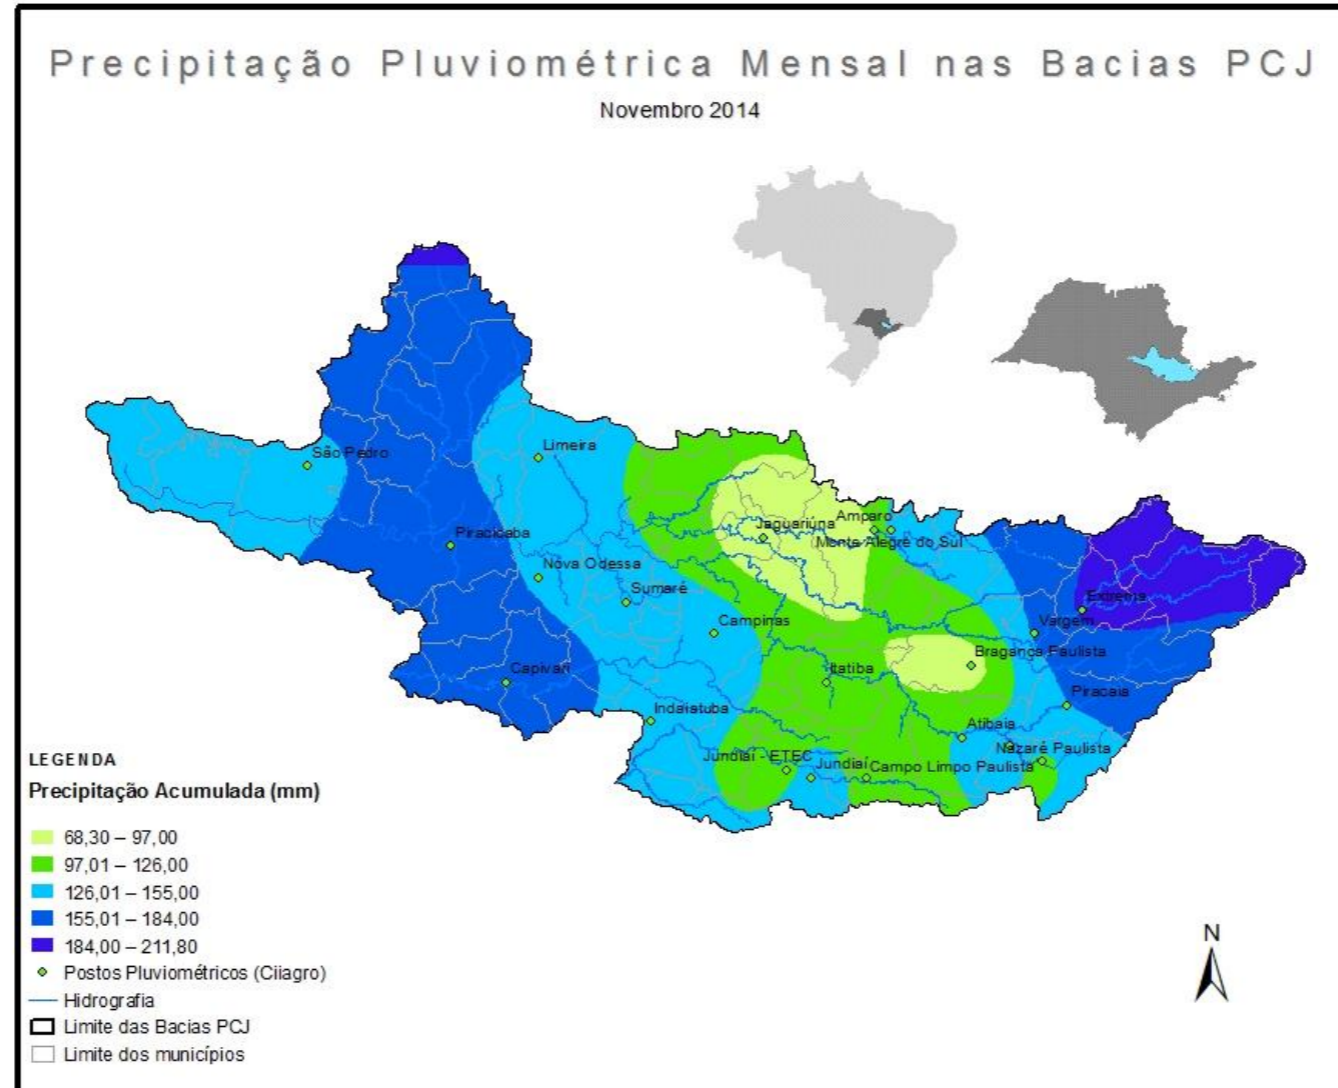 Precipitação Pluviométrica Mensal nas Bacias PCJ
Novembro 2014
São Pedro
Limeira
Piracicaba
Jaguariúna
Amparo
Monte Alegre do Sul
Nova Odessa
Sumaré
Extrema
Campinas
Vargem
Bragança Paulista
Capivari
Itatiba
Piracaia
Indaiatuba
Atibaia
Nazaré Paulista
Jundiaí - ETEC
Jundiaí
Campo Limpo Paulista
LEGENDA
Precipitação Acumulada (mm)
68,30 – 97,00
97,01 – 126,00
126,01 – 155,00
155,01 – 184,00
184,00 – 211,80
Postos Pluviométricos (Ciiagro)
Hidrografia
Limite das Bacias PCJ
Limite dos municípios
N